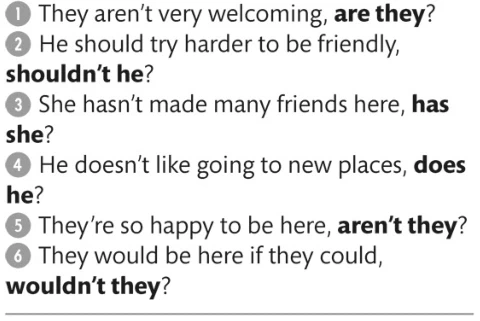 1 They aren’t very welcoming, are they?
2 He should try harder to be friendly,
shouldn’t he?
3 She hasn’t made many friends here, has
she?
4 He doesn’t like going to new places, does
he?
5 They’re so happy to be here, aren’t they?
6 They would be here if they could,
wouldn’t they?